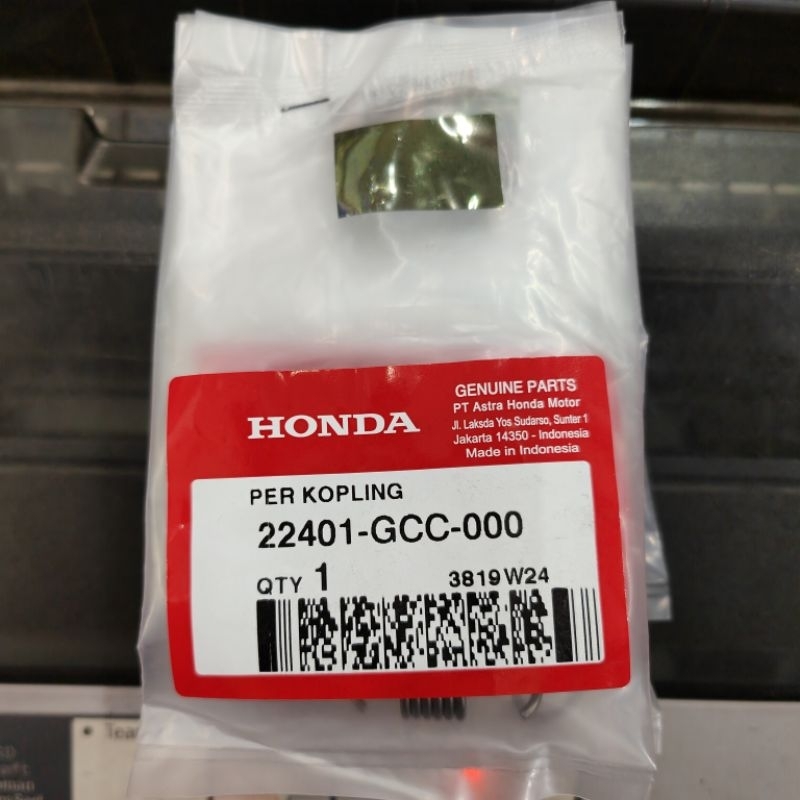 HONDA
GENUINE PARTS
PT Astra Honda Motor
Jl. Laksda Yos Sudarso, Sunter 1
Jakarta 14350 - Indonesia
Made in Indonesia
PER KOPLING
22401-GCC-000
QTY 1
3819 W24